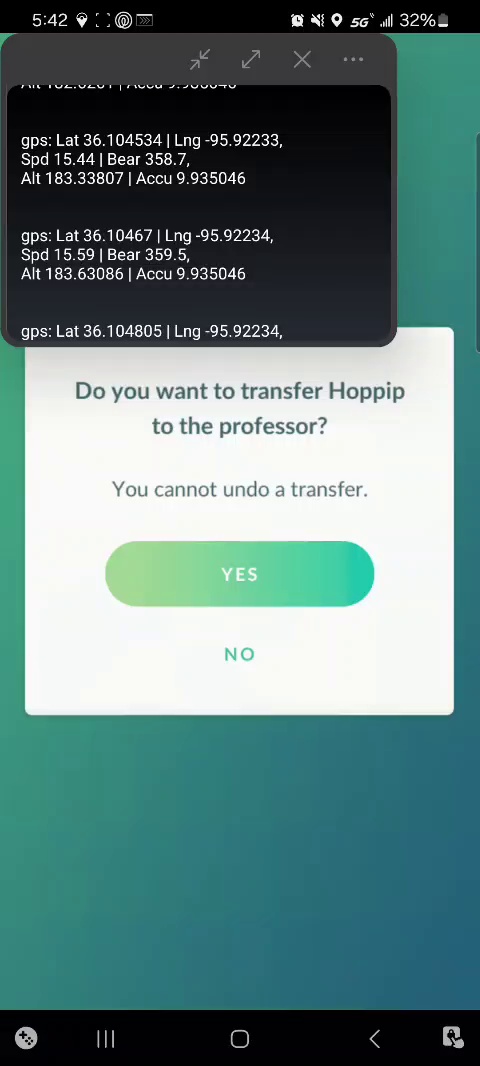 5:42
5G
32%
gps: Lat 36.104534 | Lng -95.92233,
Spd 15.44 | Bear 358.7,
Alt 183.33807 | Accu 9.935046
gps: Lat 36.10467 | Lng -95.92234,
Spd 15.59 | Bear 359.5,
Alt 183.63086 | Accu 9.935046
gps: Lat 36.104805 | Lng -95.92234,
Do you want to transfer Hoppip
to the professor?
You cannot undo a transfer.
YES
NO